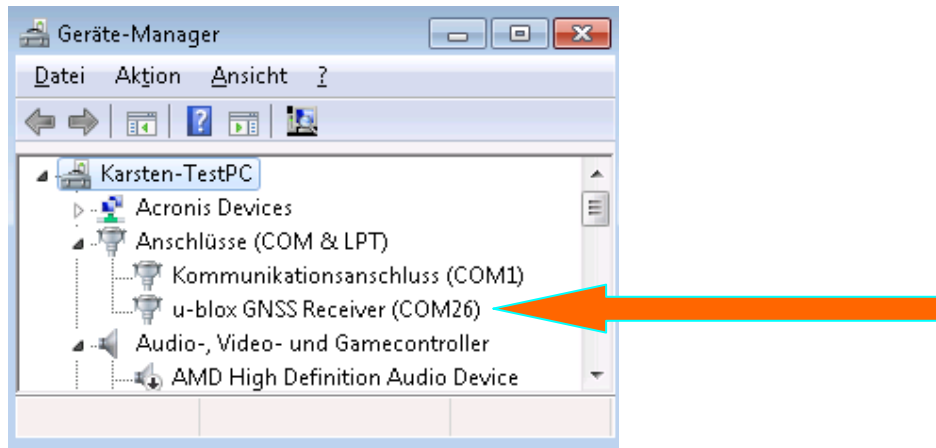 Geräte-Manager
Datei Aktion Ansicht ?
Karsten-TestPC
Acronis Devices
Anschlüsse (COM & LPT)
Kommunikationsanschluss (COM1)
u-blox GNSS Receiver (COM26)
Audio-, Video- und Gamecontroller
AMD High Definition Audio Device